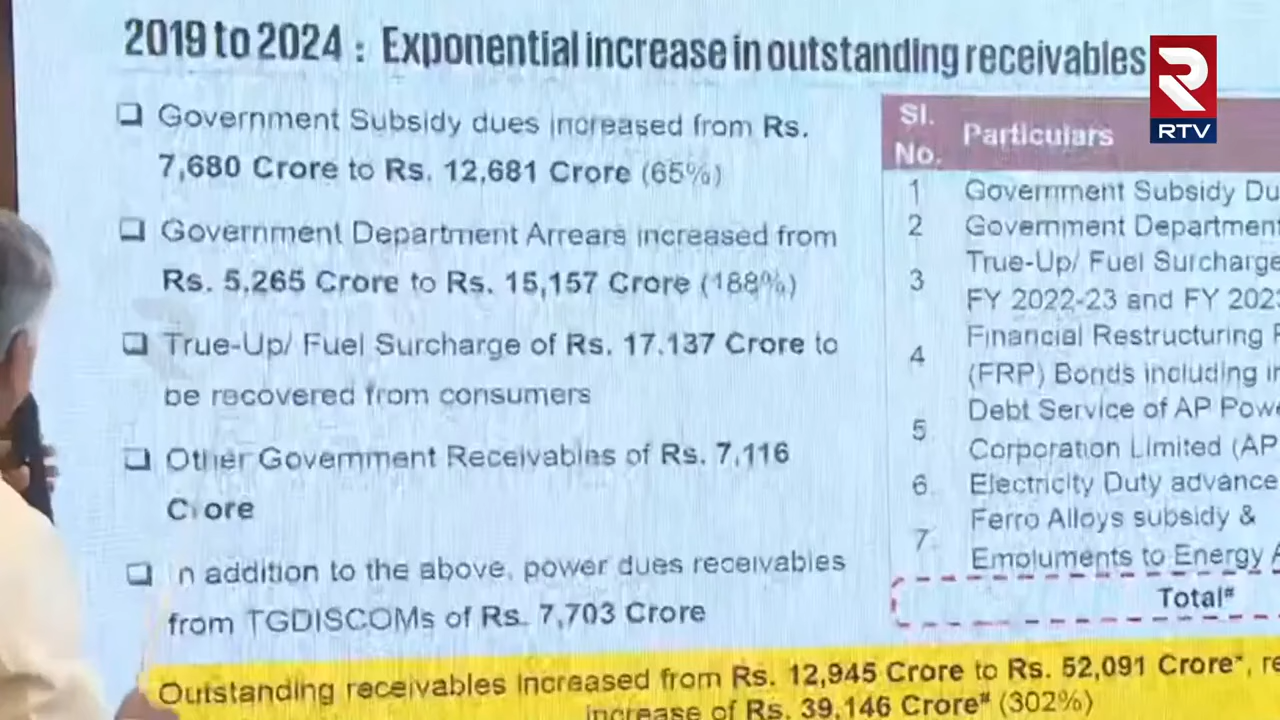 2019 to 2024 : Exponential increase in outstanding receivables
RTV
❑ Government Subsidy dues increased from Rs.
7,680 Crore to Rs. 12,681 Crore (65%)
❑ Government Department Arrears increased from
Rs. 5,265 Crore to Rs. 15,157 Crore (188%)
❑ True-Up/ Fuel Surcharge of Rs. 17,137 Crore to
be recovered from consumers
❑ Other Government Receivables of Rs. 7,116
Crore
❑ In addition to the above, power dues receivables
from TGDISCOMs of Rs. 7,703 Crore
Sl.
No. Particulars
1 Government Subsidy Du
2 Government Department
3 True-Up/ Fuel Surcharge
FY 2022-23 and FY 202
4 Financial Restructuring
(FRP) Bonds including
5 Debt Service of AP Pow
Corporation Limited (AP
6. Electricity Duty advance
7. Ferro Alloys subsidy &
Emoluments to Energy
Total#
Outstanding receivables increased from Rs. 12,945 Crore to Rs. 52,091 Crore*, re
increase of Rs. 39,146 Crore# (302%)